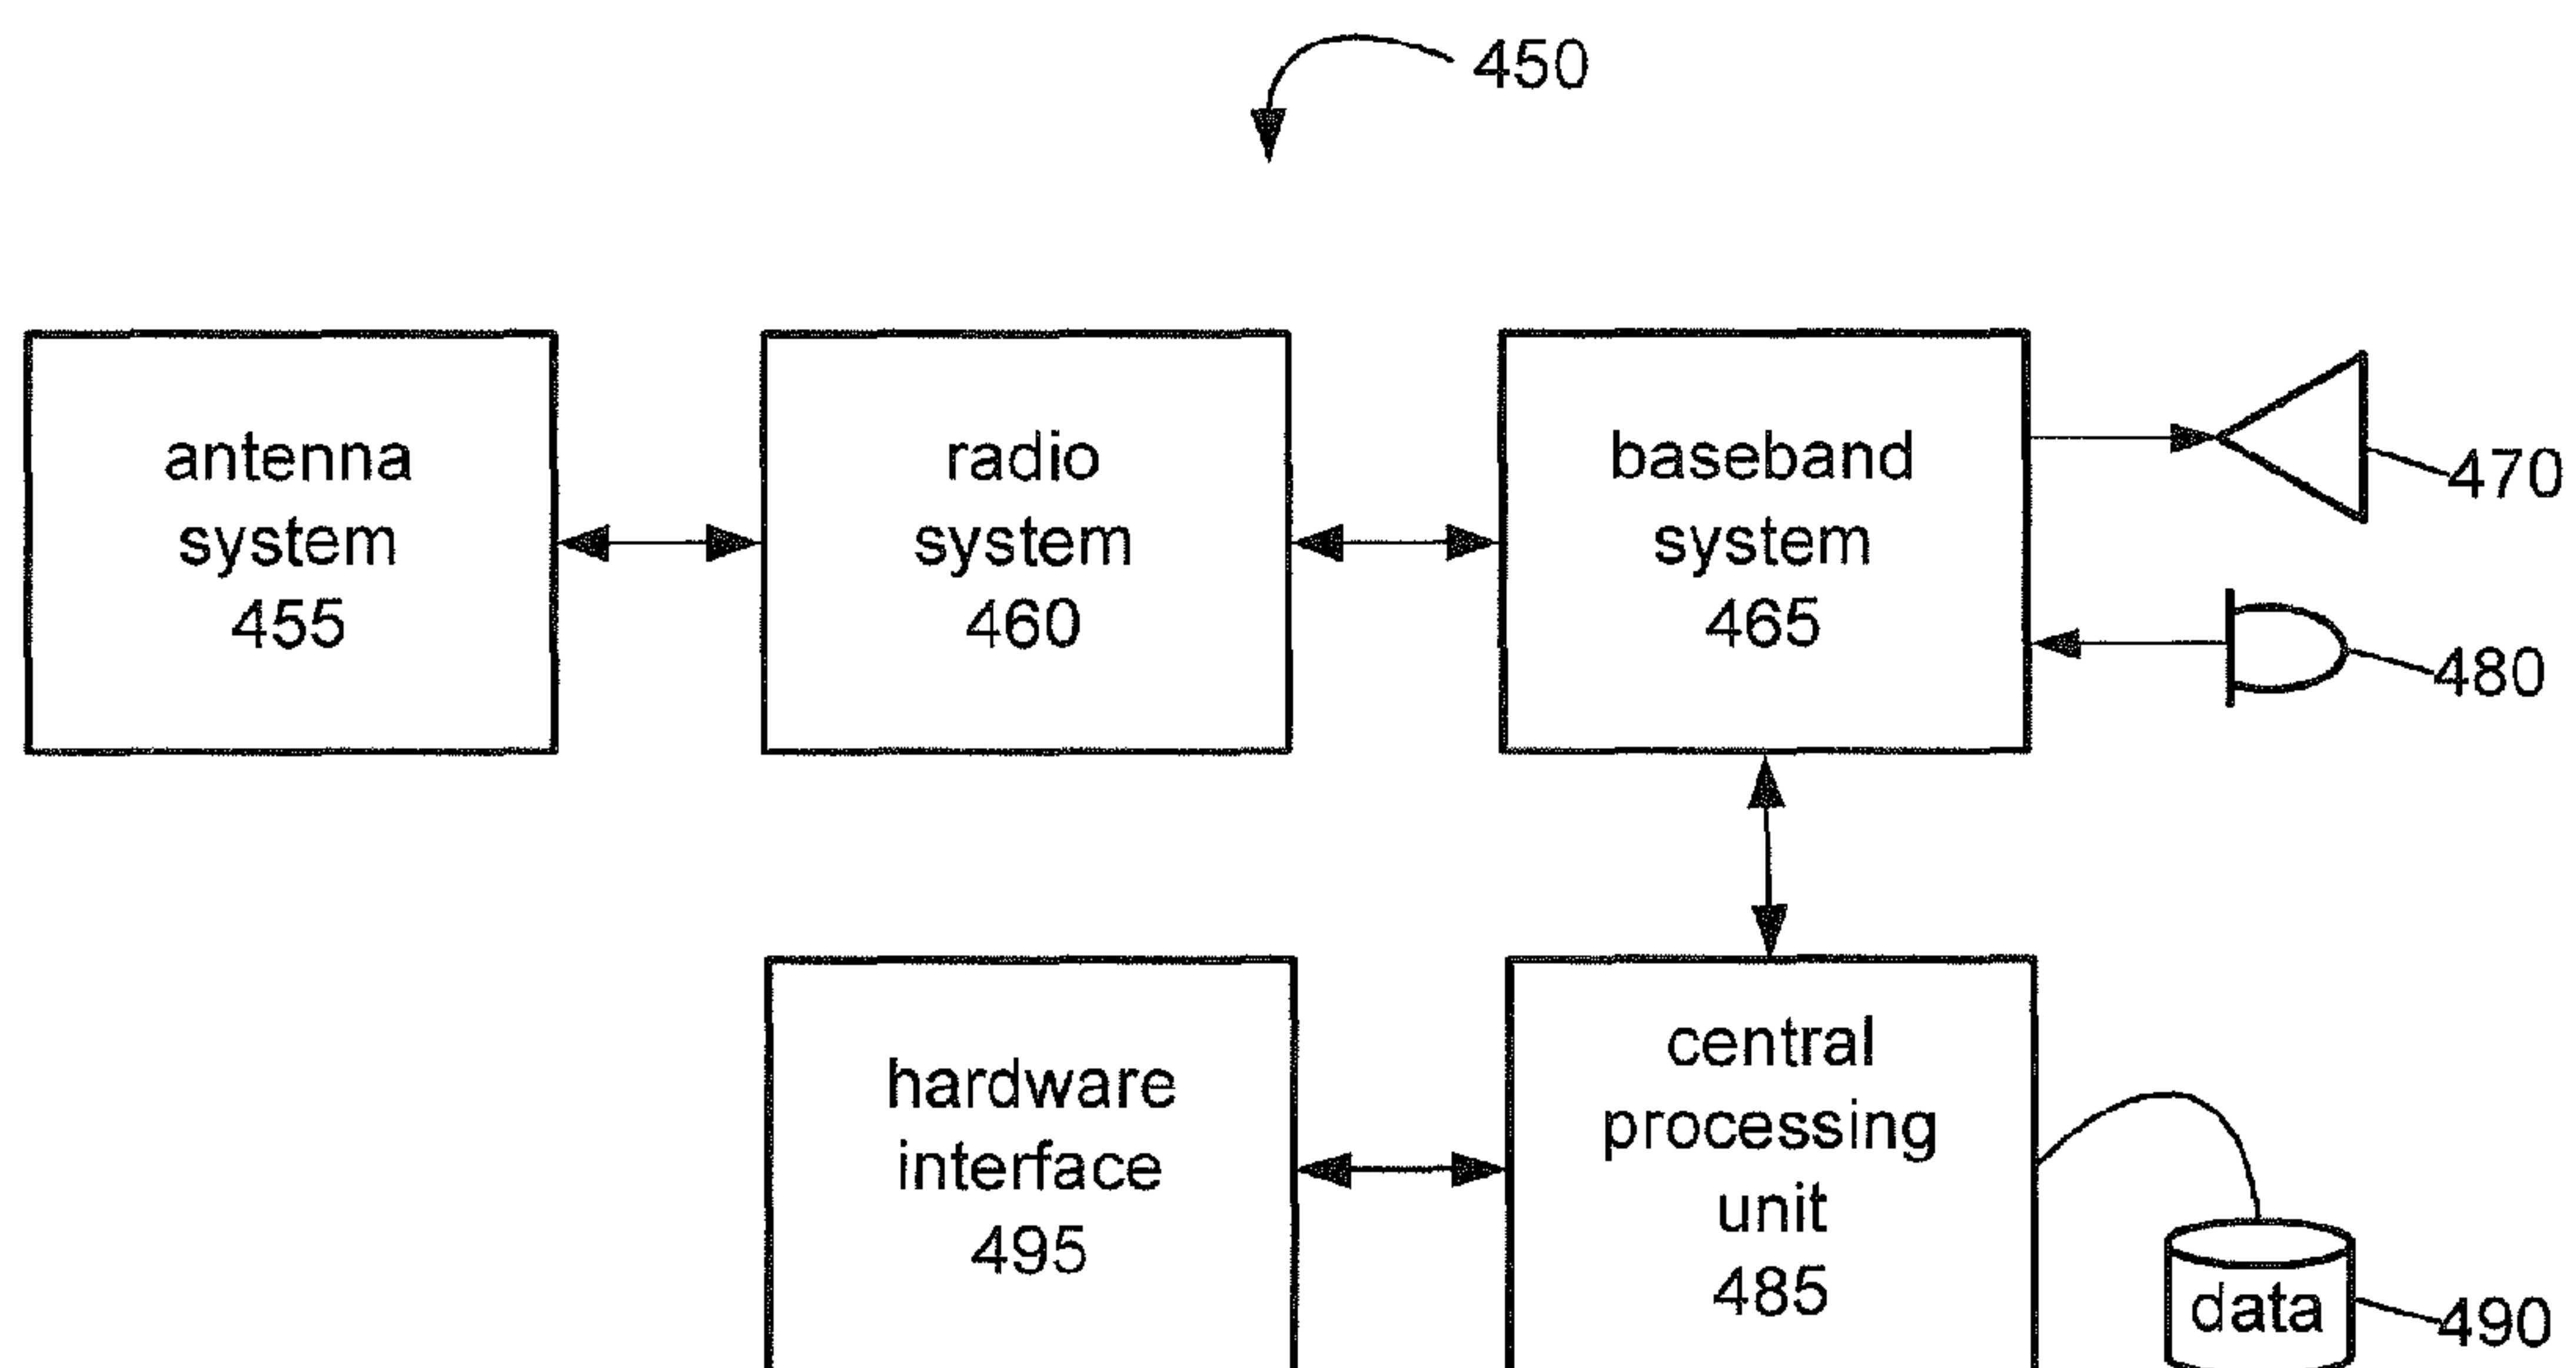 450
antenna
system
455
radio
system
460
baseband
system
465
470
480
hardware
interface
495
central
processing
unit
485
data
490